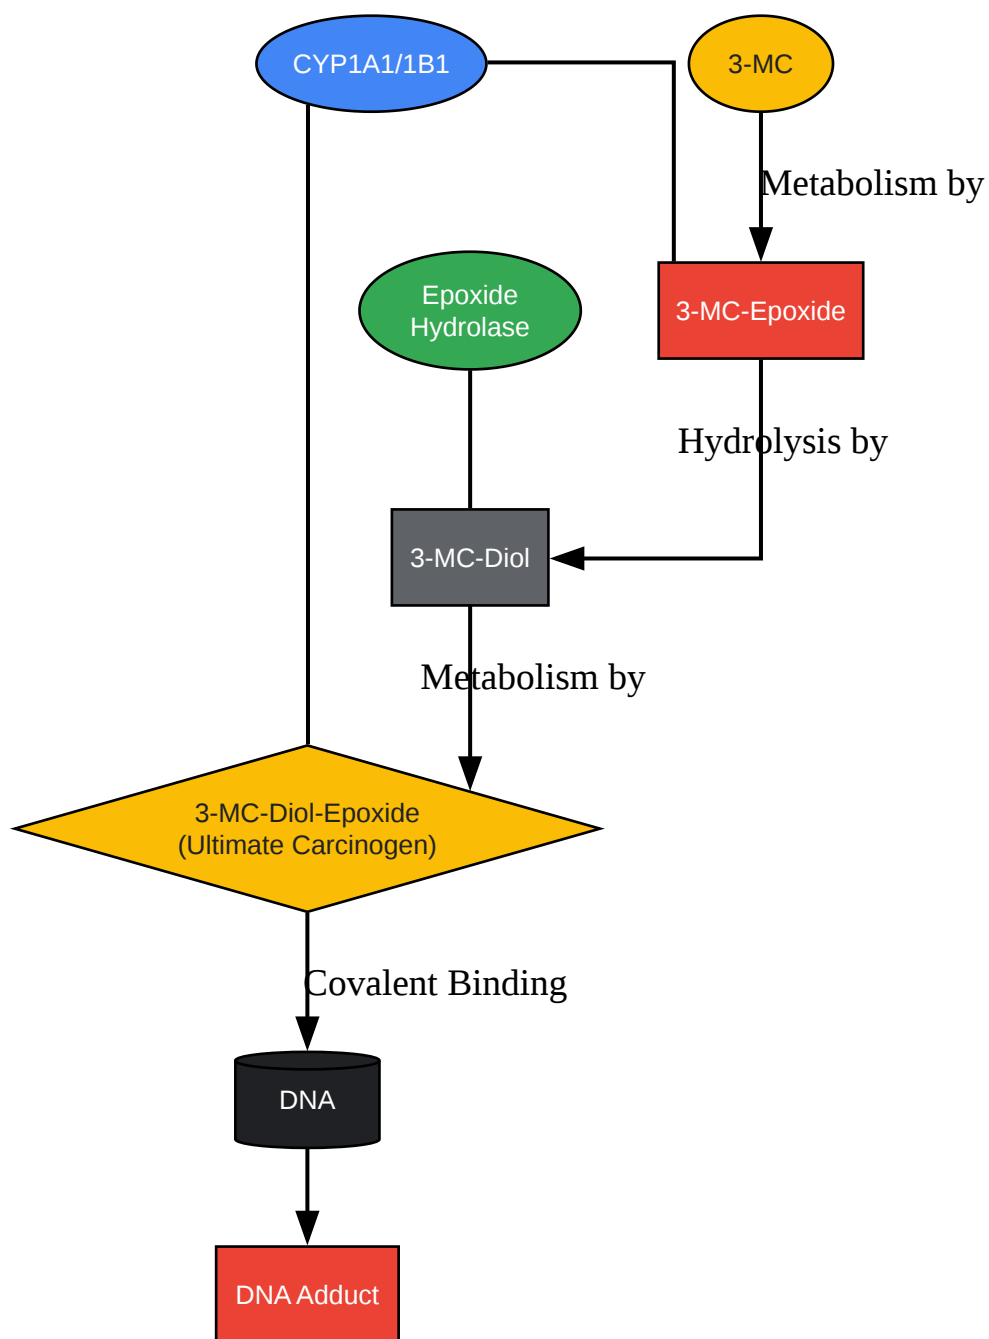 CYP1A1/1B1
3-MC
Metabolism by
Epoxide
Hydrolase
3-MC-Epoxide
Hydrolysis by
3-MC-Diol
Metabolism by
3-MC-Diol-Epoxide
(Ultimate Carcinogen)
Covalent Binding
DNA
DNA Adduct